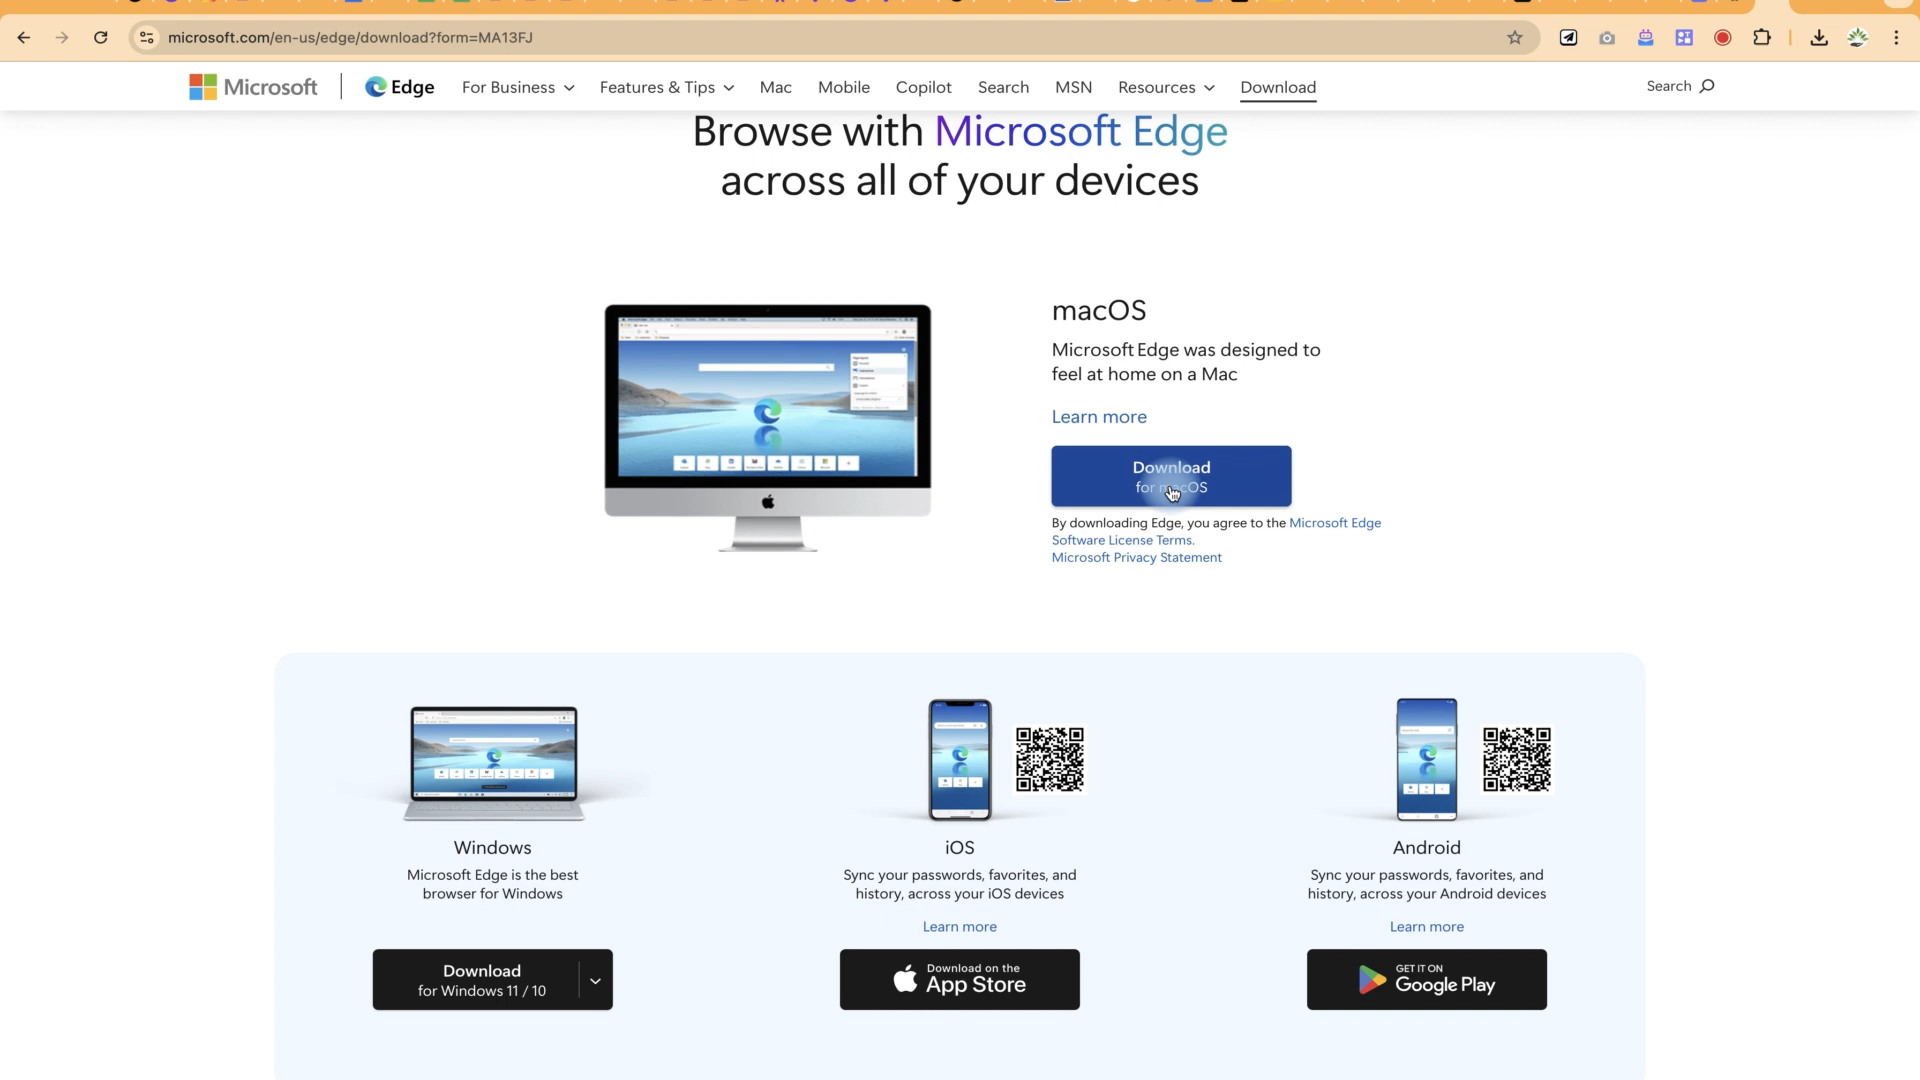 microsoft.com/en-us/edge/download?form=MA13FJ
Microsoft Edge For Business Features & Tips Mac Mobile Copilot Search MSN Resources Download Search
Browse with Microsoft Edge
across all of your devices
macOS
Microsoft Edge was designed to
feel at home on a Mac
Learn more
Download
for macOS
By downloading Edge, you agree to the Microsoft Edge
Software License Terms.
Microsoft Privacy Statement
Windows
Microsoft Edge is the best
browser for Windows
Download
for Windows 11 / 10
iOS
Sync your passwords, favorites, and
history, across your iOS devices
Learn more
Download on the
App Store
Android
Sync your passwords, favorites, and
history, across your Android devices
Learn more
GET IT ON
Google Play